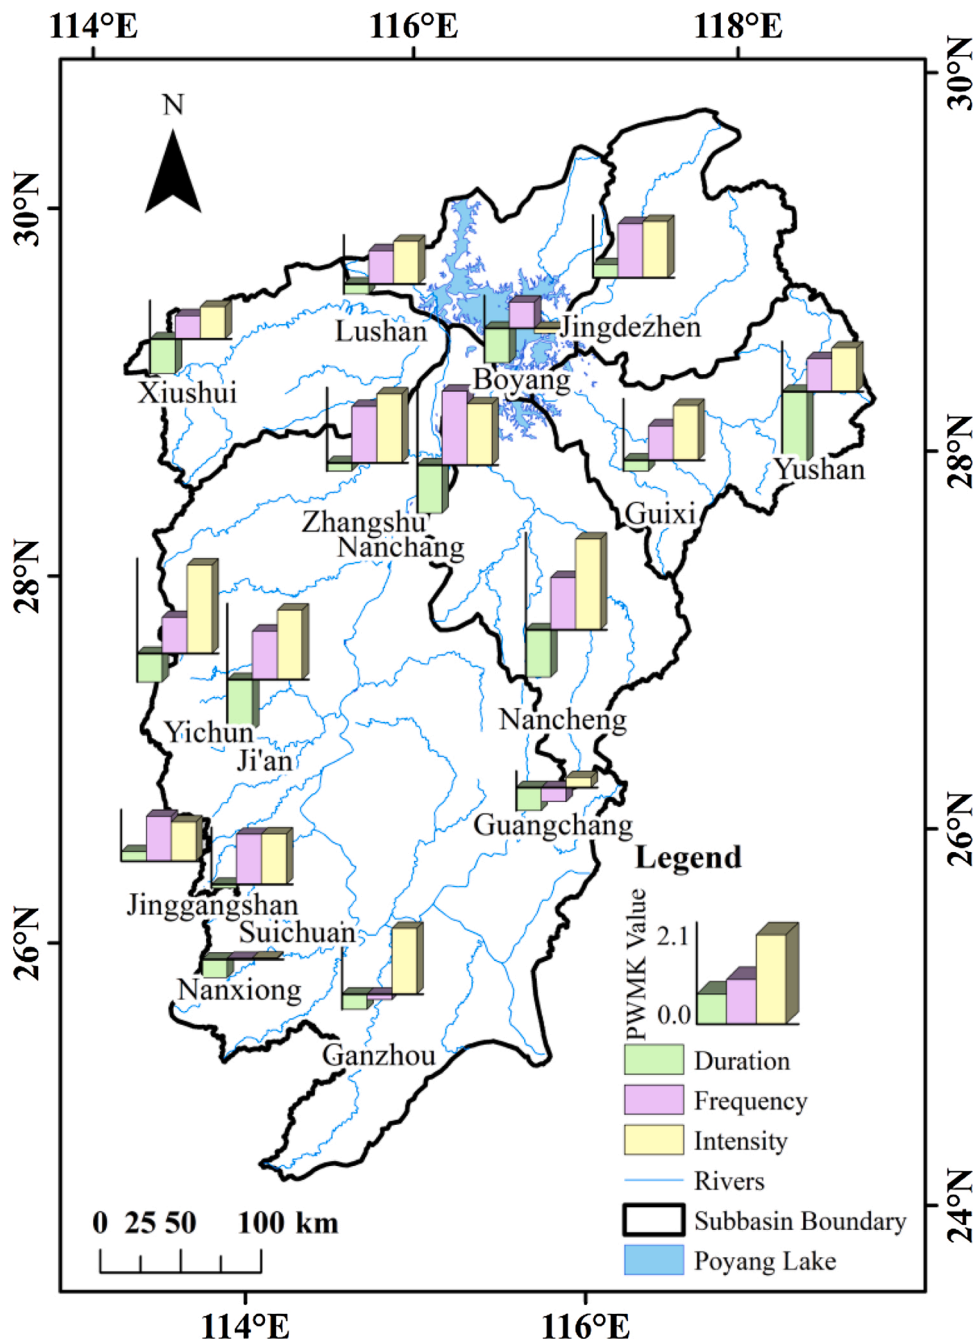 114°E 116°E 118°E
30°N
N
30°N
Lushan
Jingdezhen
Boyang
Xiushui
28°N
Yushan
Guixi
Zhangshu
Nanchang
28°N
Nancheng
Yichun
Ji'an
Guangchang
26°N
Legend
Jinggangshan
Suichuan
26°N
Nanxiong
PWMK Value
2.1
0.0
Ganzhou
Duration
Frequency
Intensity
Rivers
Subbasin Boundary
Poyang Lake
24°N
0 25 50 100 km
114°E 116°E